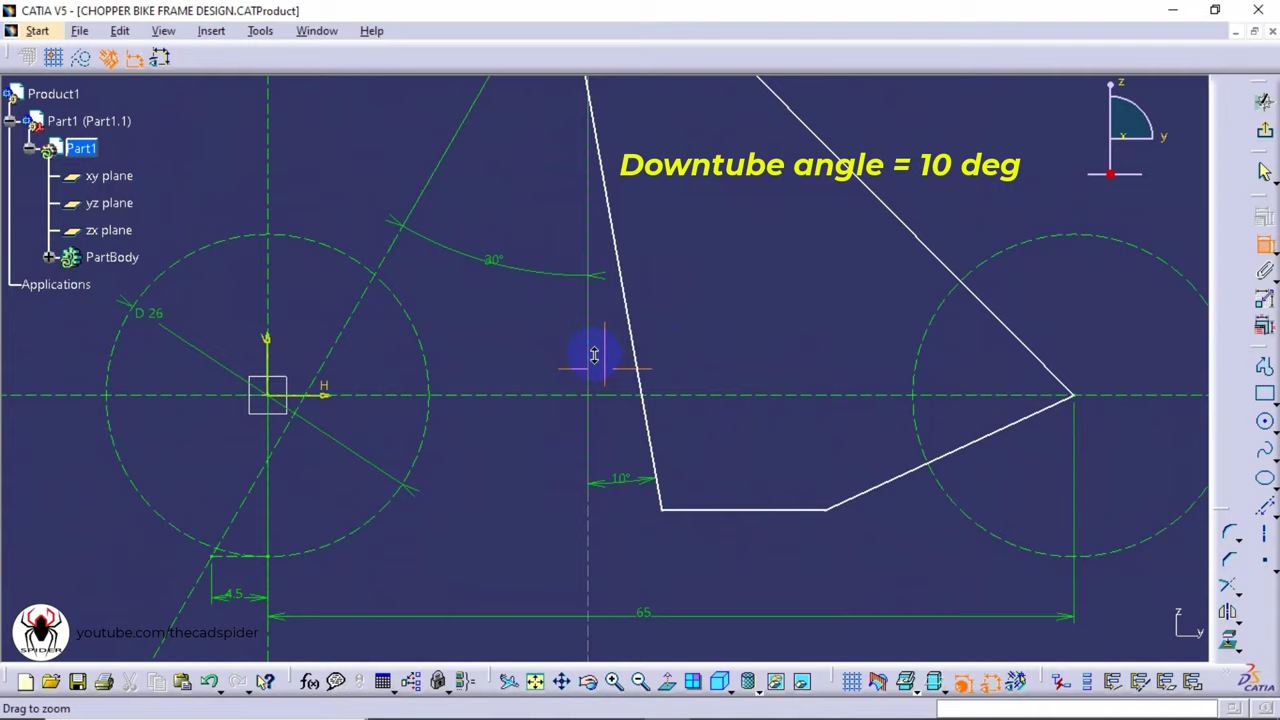 CATIA V5 - [CHOPPER BIKE FRAME DESIGN.CATProduct]
Start File Edit View Insert Tools Window Help
Product1
Part1 (Part1.1)
Part1
xy plane
yz plane
zx plane
PartBody
Applications
Downtube angle = 10 deg
z
x
y
30°
D 26
V
H
10°
4.5
65
SPIDER
youtube.com/thecadspider
z
y
f(x)
CATIA
Drag to zoom